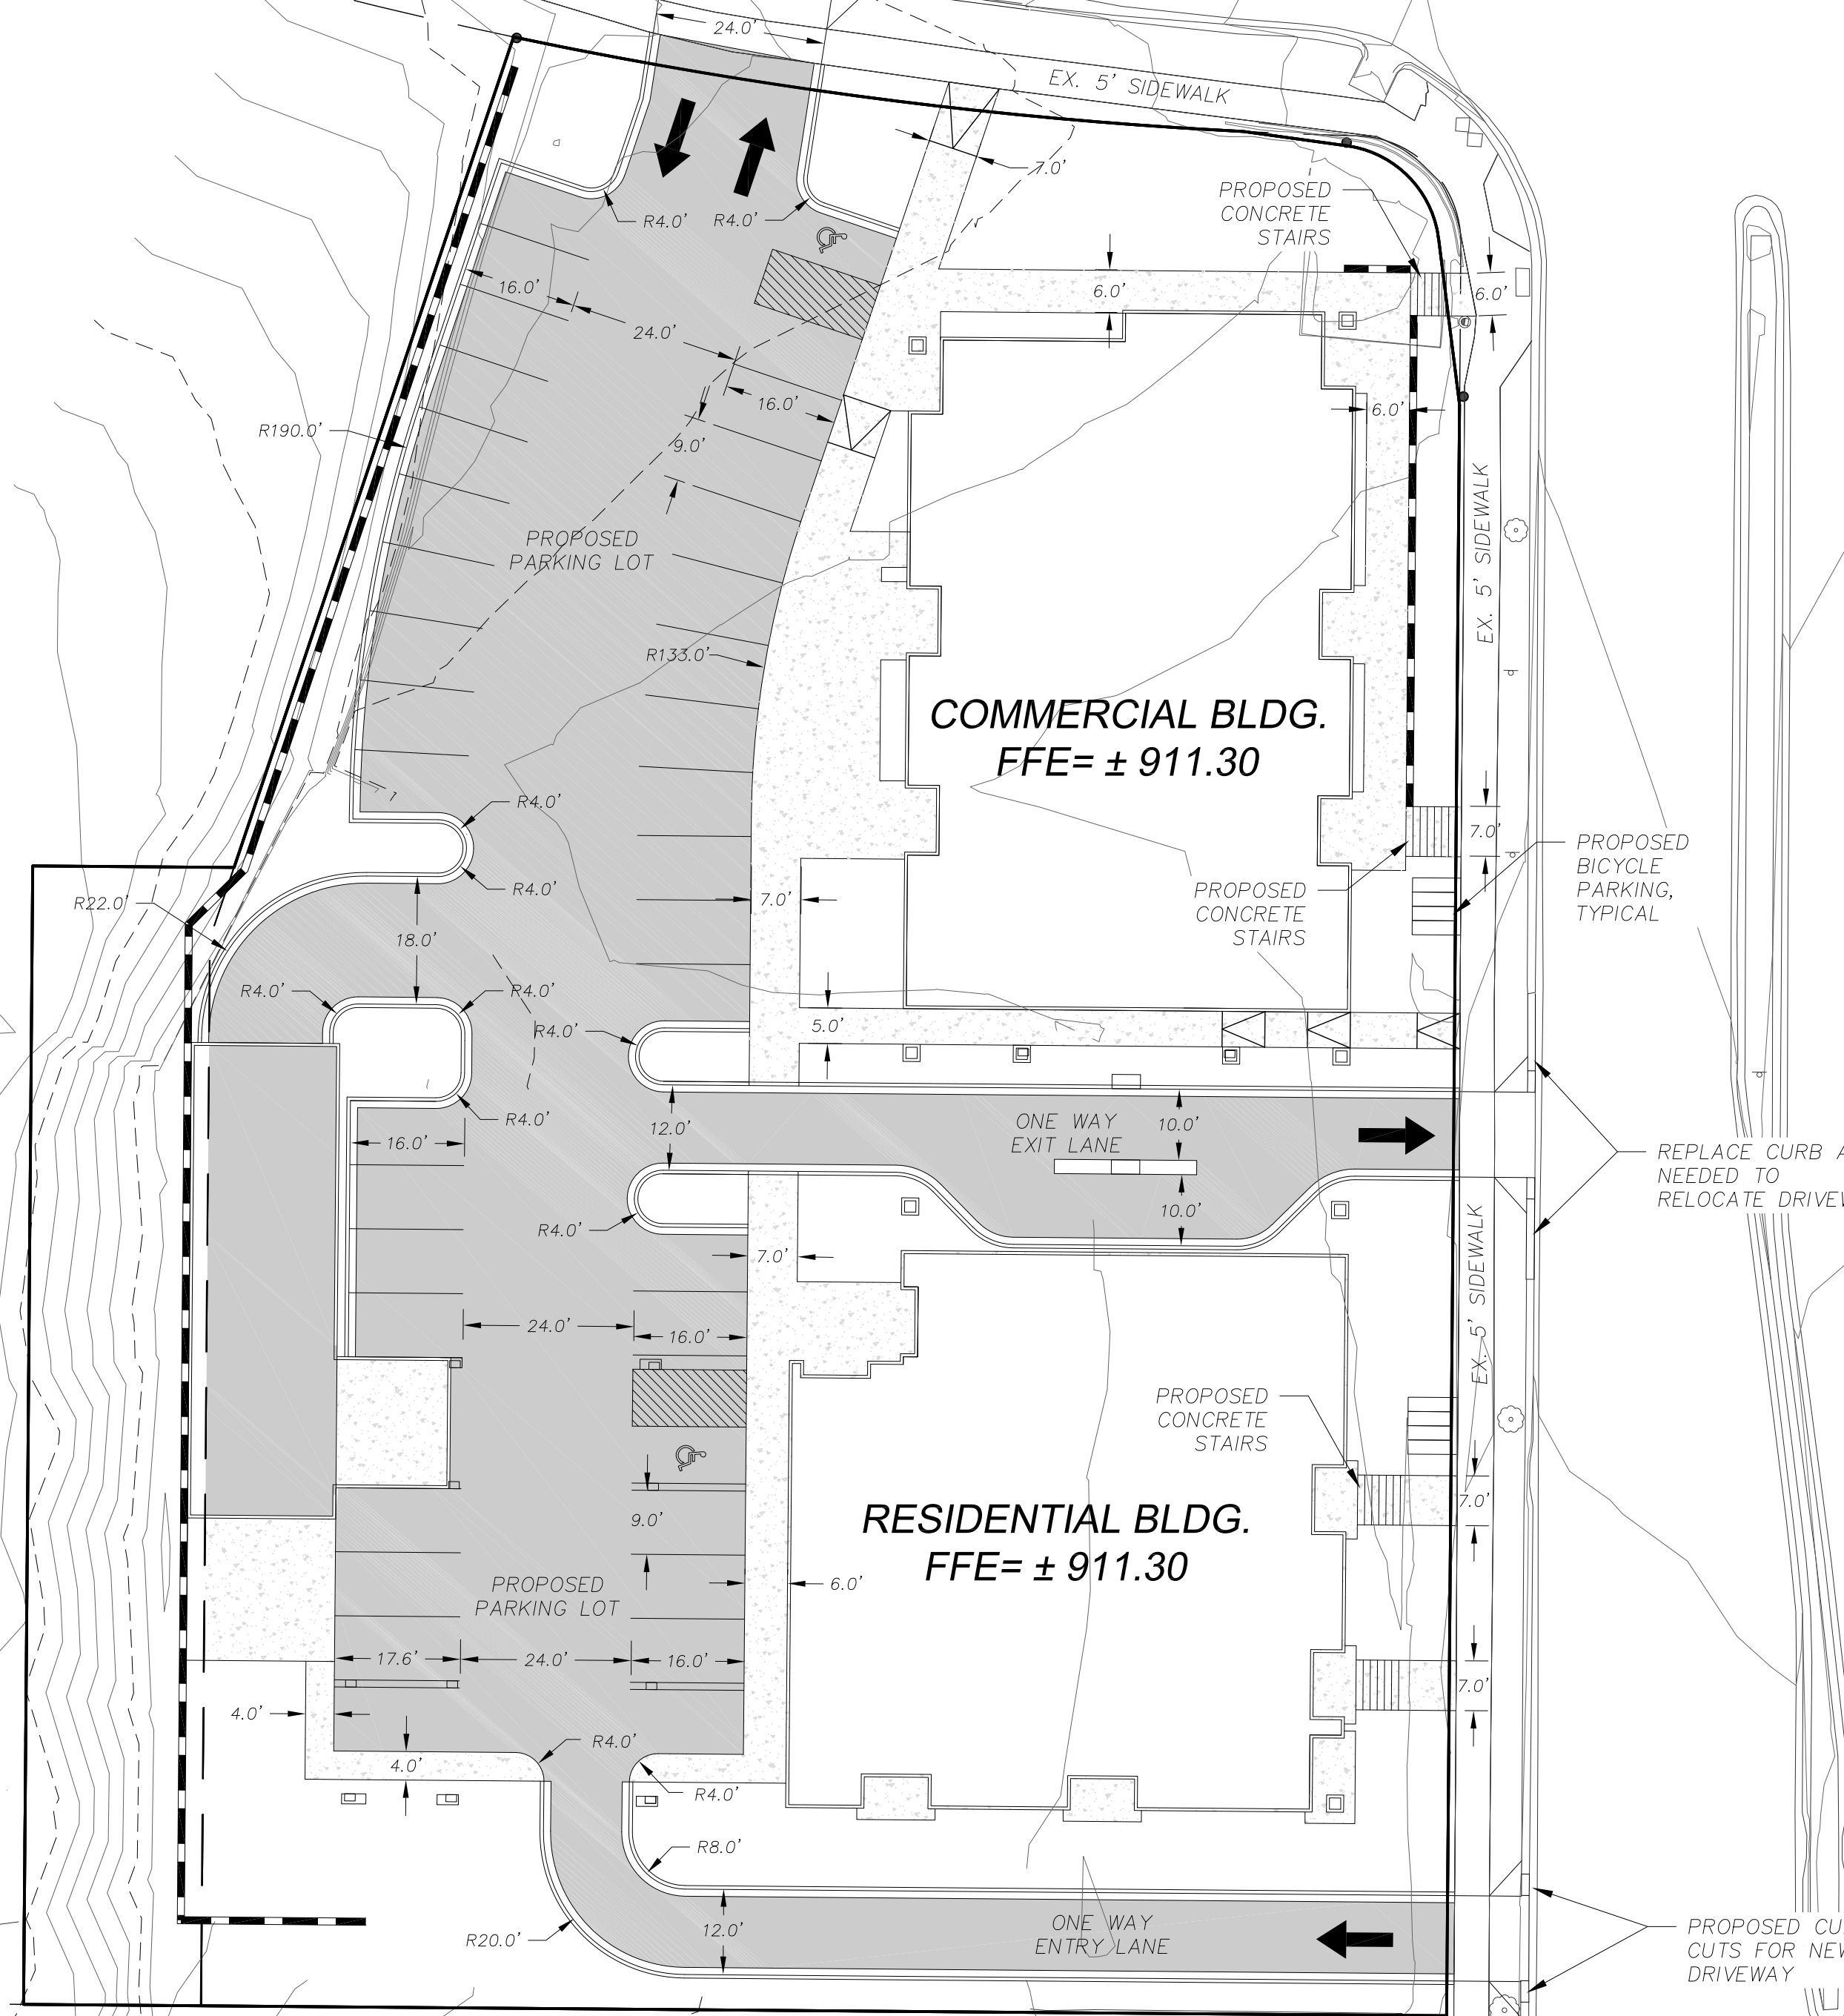 24.0'
EX. 5' SIDEWALK
7.0'
PROPOSED
CONCRETE
STAIRS
R4.0'
R4.0'
16.0'
6.0'
6.0'
24.0'
16.0'
6.0'
R190.0'
9.0'
EX. 5' SIDEWALK
PROPOSED
PARKING LOT
R133.0'
COMMERCIAL BLDG.
FFE= ± 911.30
R4.0'
7.0'
PROPOSED
BICYCLE
PARKING,
TYPICAL
R4.0'
R22.0'
7.0'
PROPOSED
CONCRETE
STAIRS
18.0'
R4.0'
R4.0'
R4.0'
5.0'
R4.0'
12.0'
ONE WAY
EXIT LANE
10.0'
16.0'
REPLACE CURB A
NEEDED TO
RELOCATE DRIVEW
R4.0'
10.0'
7.0'
EX. 5' SIDEWALK
24.0'
16.0'
PROPOSED
CONCRETE
STAIRS
7.0'
9.0'
RESIDENTIAL BLDG.
FFE= ± 911.30
PROPOSED
PARKING LOT
6.0'
17.6'
24.0'
16.0'
7.0'
4.0'
R4.0'
4.0'
R4.0'
R8.0'
12.0'
R20.0'
ONE WAY
ENTRY LANE
PROPOSED CU
CUTS FOR NEW
DRIVEWAY